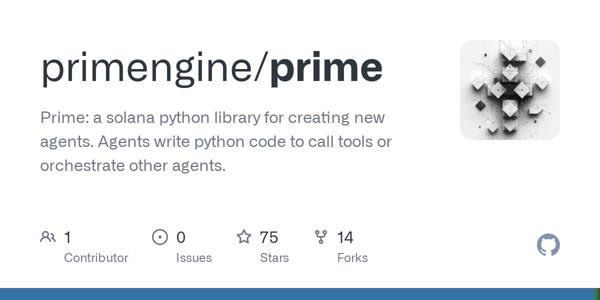 primengine/prime
Prime: a solana python library for creating new
agents. Agents write python code to call tools or
orchestrate other agents.
1 0 75 14
Contributor Issues Stars Forks